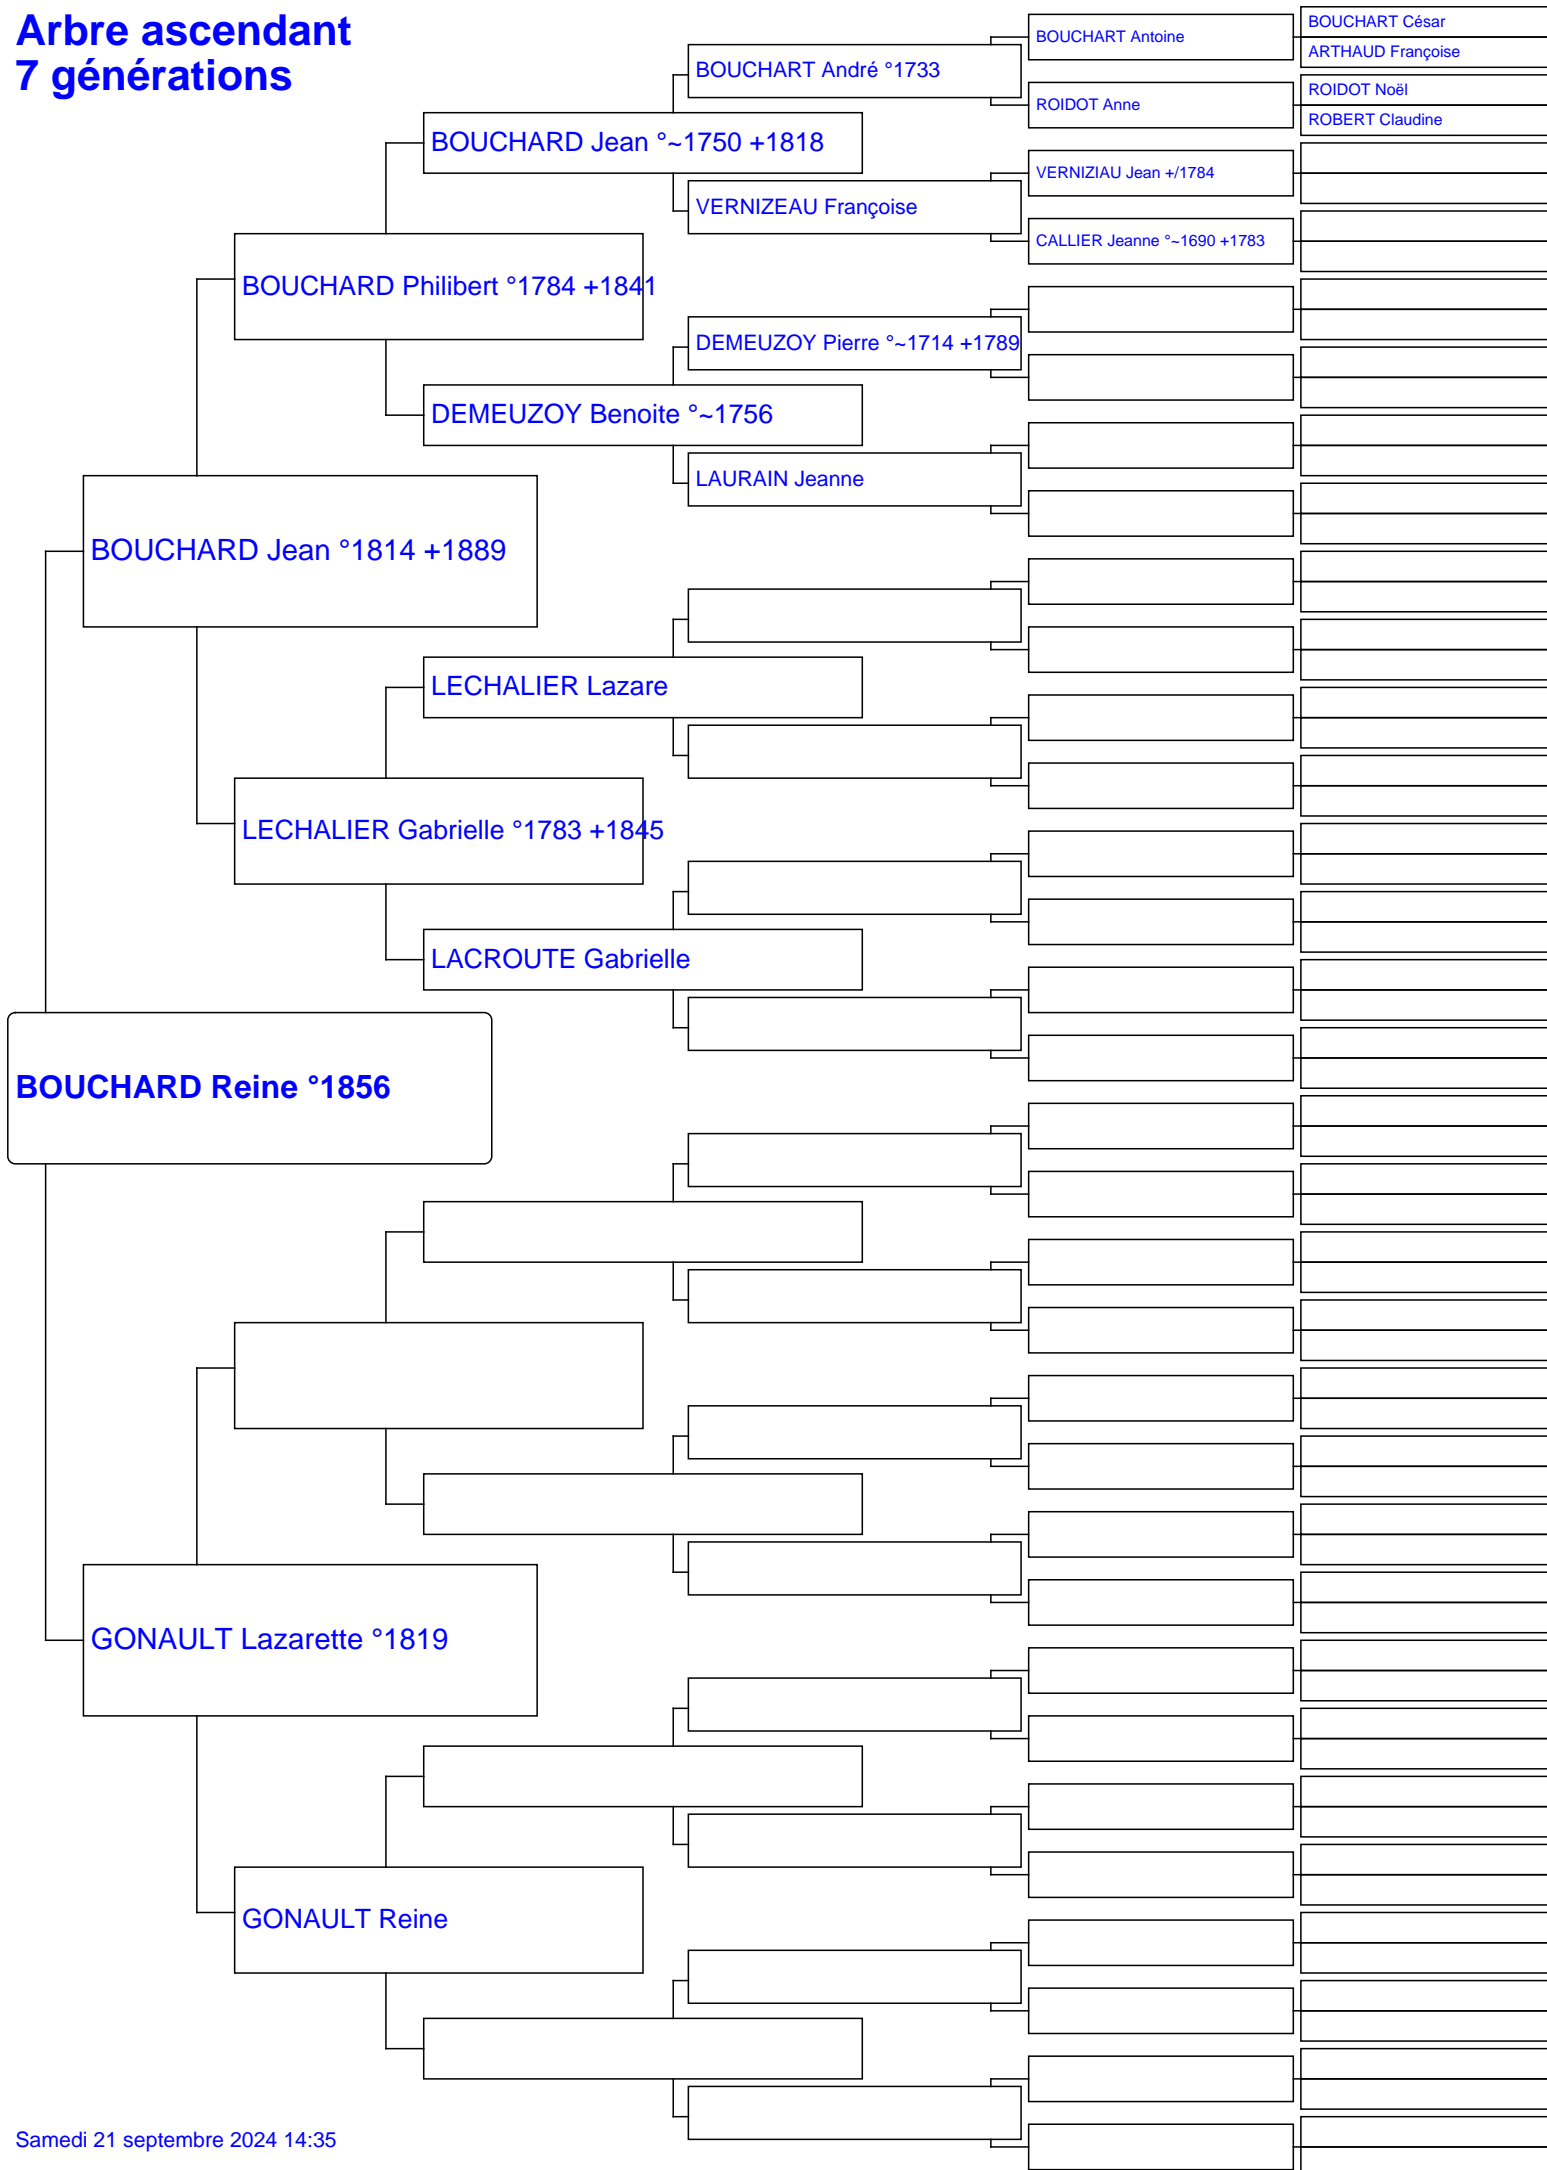 Arbre ascendant
7 générations
BOUCHART César
ARTHAUD Françoise
BOUCHART Antoine
BOUCHART André °1733
ROIDOT Noël
ROBERT Claudine
ROIDOT Anne
BOUCHARD Jean °~1750 +1818
VERNIZIAU Jean +/1784
VERNIZEAU Françoise
CALLIER Jeanne °~1690 +1783
BOUCHARD Philibert °1784 +1841
DEMEUZOY Pierre °~1714 +1789
DEMEUZOY Benoite °~1756
LAURAIN Jeanne
BOUCHARD Jean °1814 +1889
LECHALIER Lazare
LECHALIER Gabrielle °1783 +1845
LACROUTE Gabrielle
BOUCHARD Reine °1856
GONAULT Lazarette °1819
GONAULT Reine
Samedi 21 septembre 2024 14:35